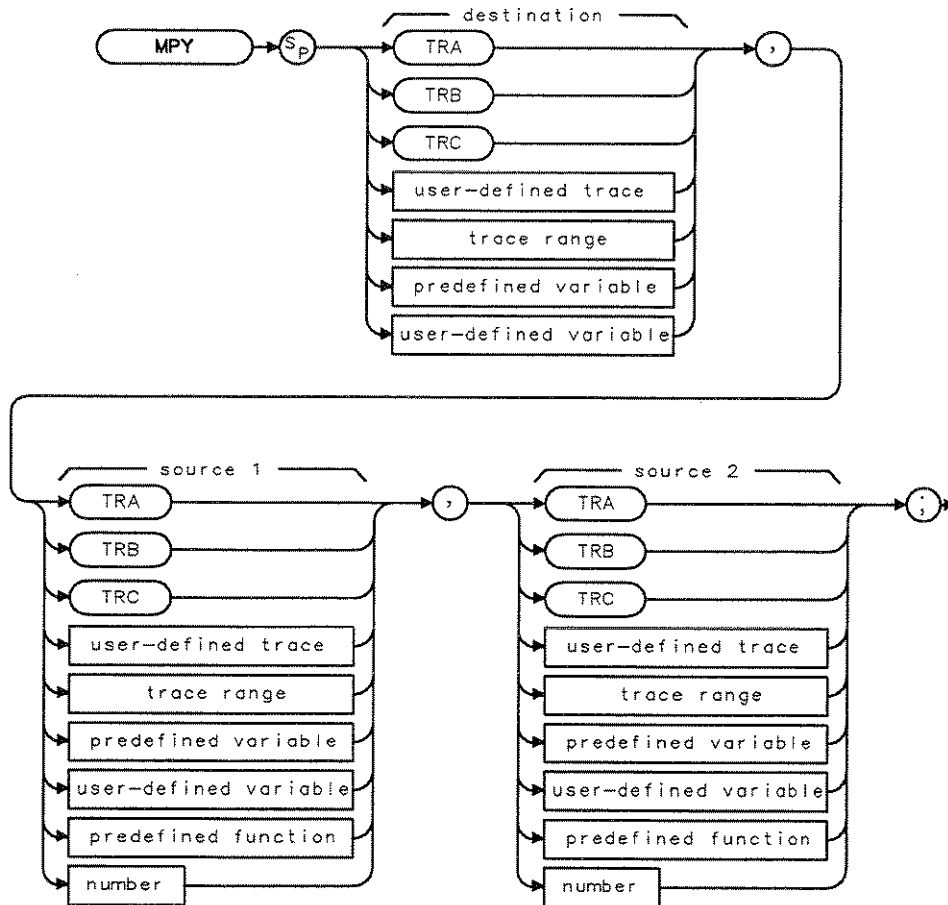 destination
MPY
SP
TRA
,
TRB
TRC
user-defined trace
trace range
predefined variable
user-defined variable
source 1
TRA
TRB
TRC
user-defined trace
trace range
predefined variable
user-defined variable
predefined function
number
,
source 2
TRA
TRB
TRC
user-defined trace
trace range
predefined variable
user-defined variable
predefined function
number
;